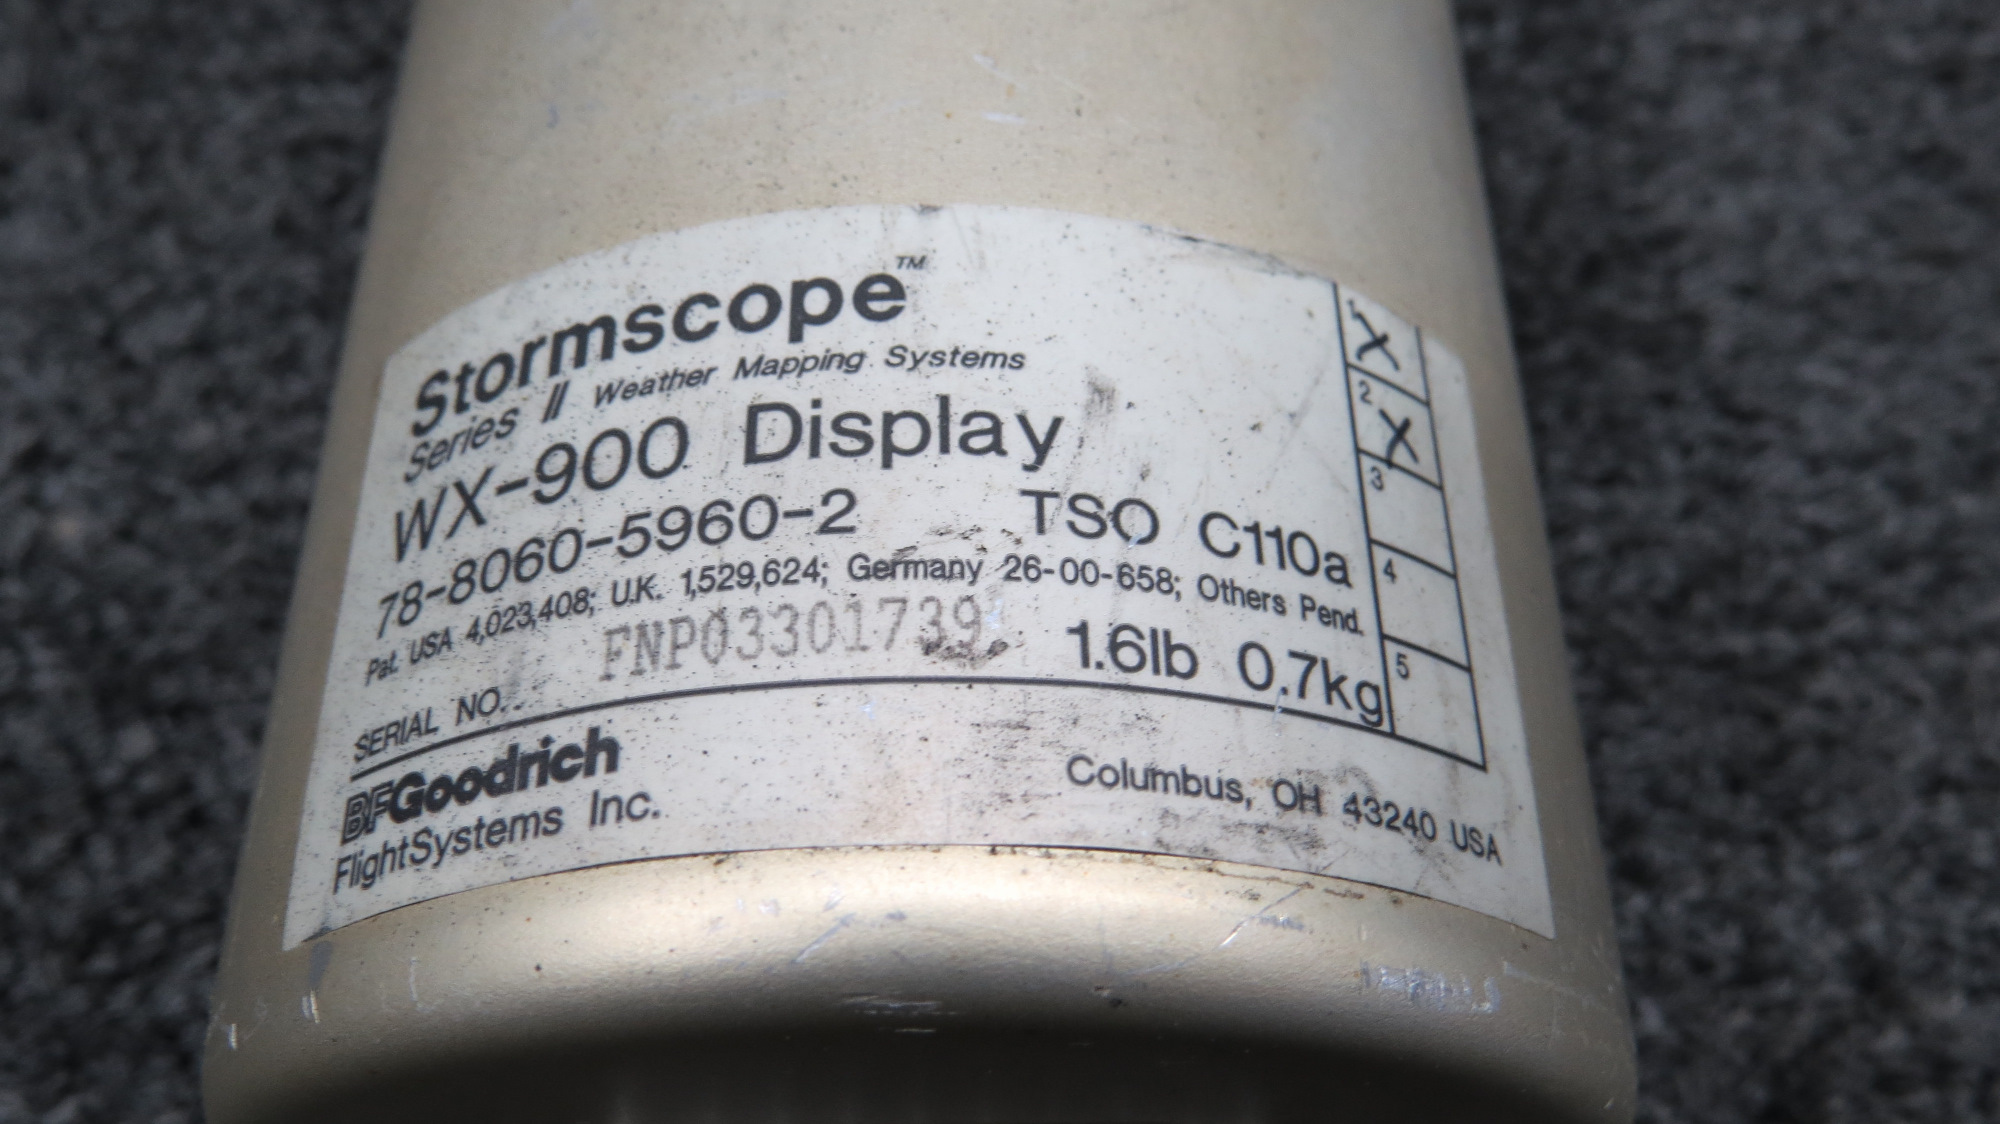 Stormscope™
Series II Weather Mapping Systems
WX-900 Display
78-8060-5960-2 TSO C110a
Pat. USA 4,023,408; U.K. 1,529,624; Germany 26-00-658; Others Pend.
SERIAL NO. FNP03301739 1.6lb 0.7kg
BFGoodrich
FlightSystems Inc.
Columbus, OH 43240 USA
1 X
2 X
3
4
5